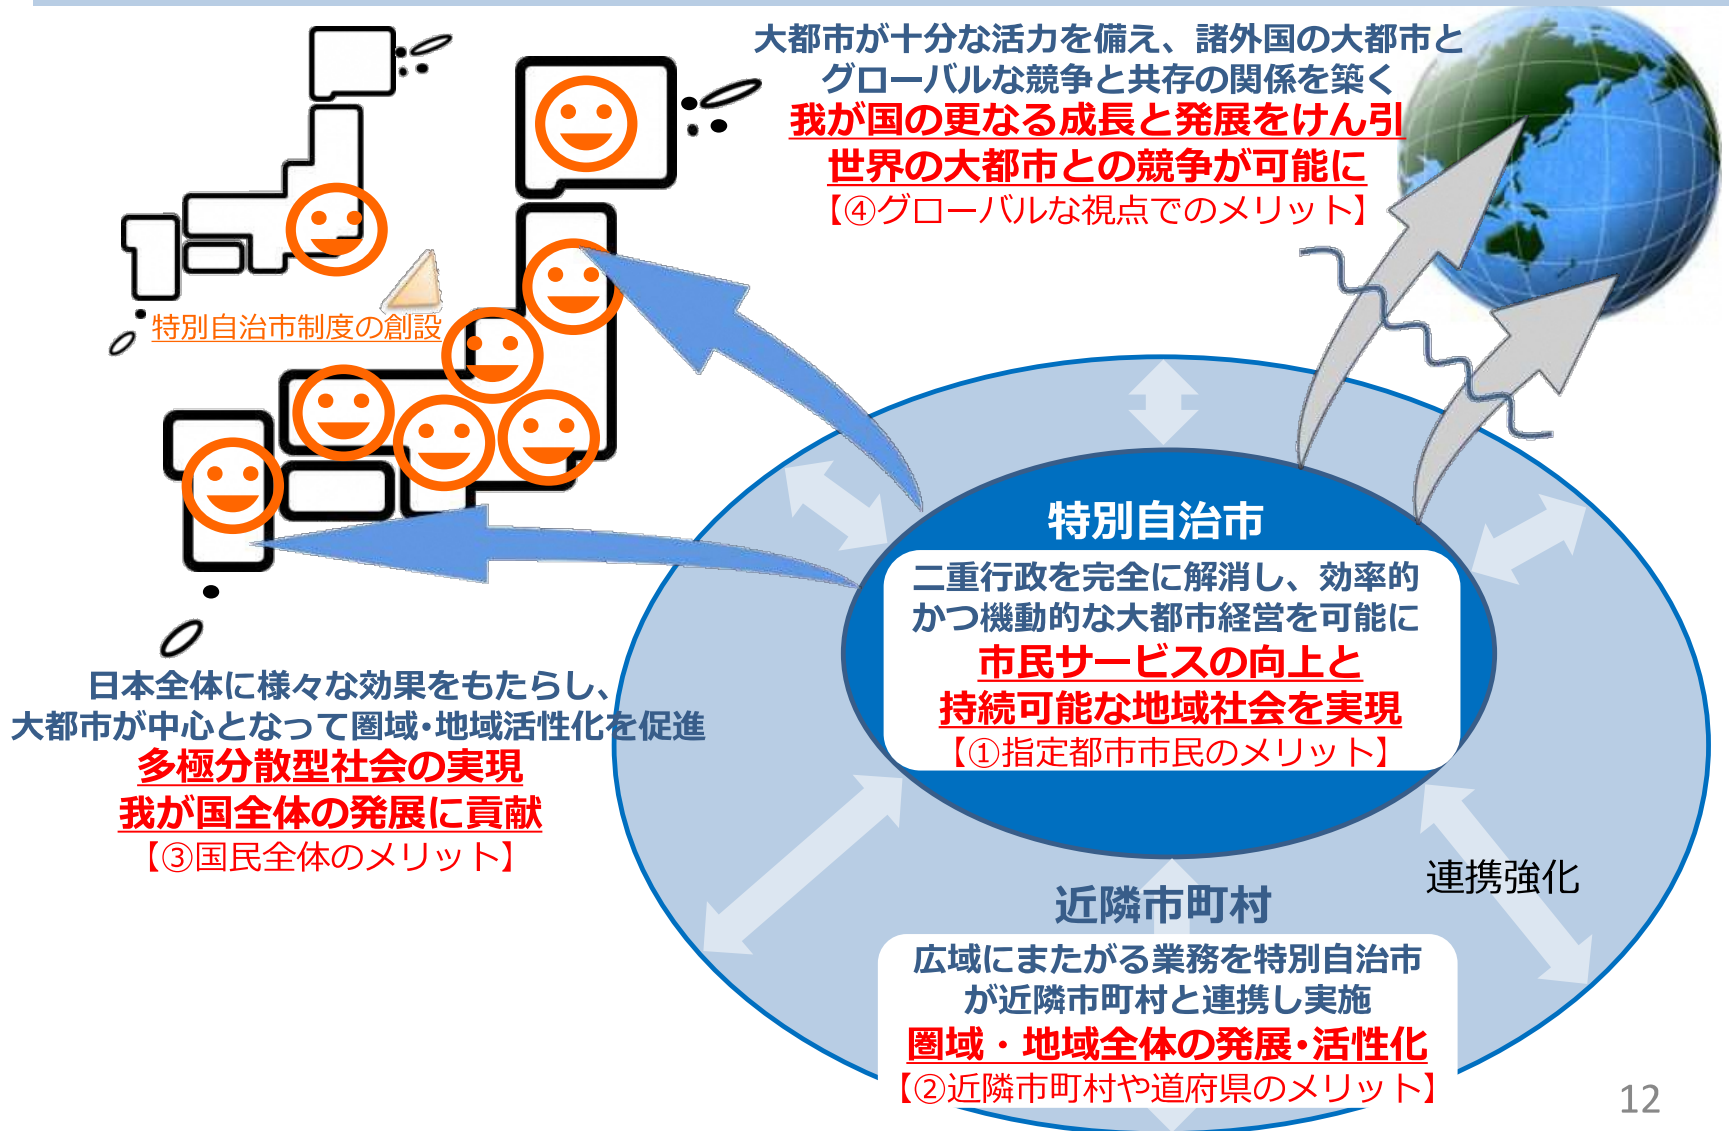 大都市が十分な活力を備え、諸外国の大都市と
グローバルな競争と共存の関係を築く
我が国の更なる成長と発展をけん引
世界の大都市との競争が可能に
【④グローバルな視点でのメリット】
特別自治市制度の創設
特別自治市
二重行政を完全に解消し、効率的
かつ機動的な大都市経営を可能に
市民サービスの向上と
持続可能な地域社会を実現
【①指定都市市民のメリット】
日本全体に様々な効果をもたらし、
大都市が中心となって圏域・地域活性化を促進
多極分散型社会の実現
我が国全体の発展に貢献
【③国民全体のメリット】
連携強化
近隣市町村
広域にまたがる業務を特別自治市
が近隣市町村と連携し実施
圏域・地域全体の発展・活性化
【②近隣市町村や道府県のメリット】
12